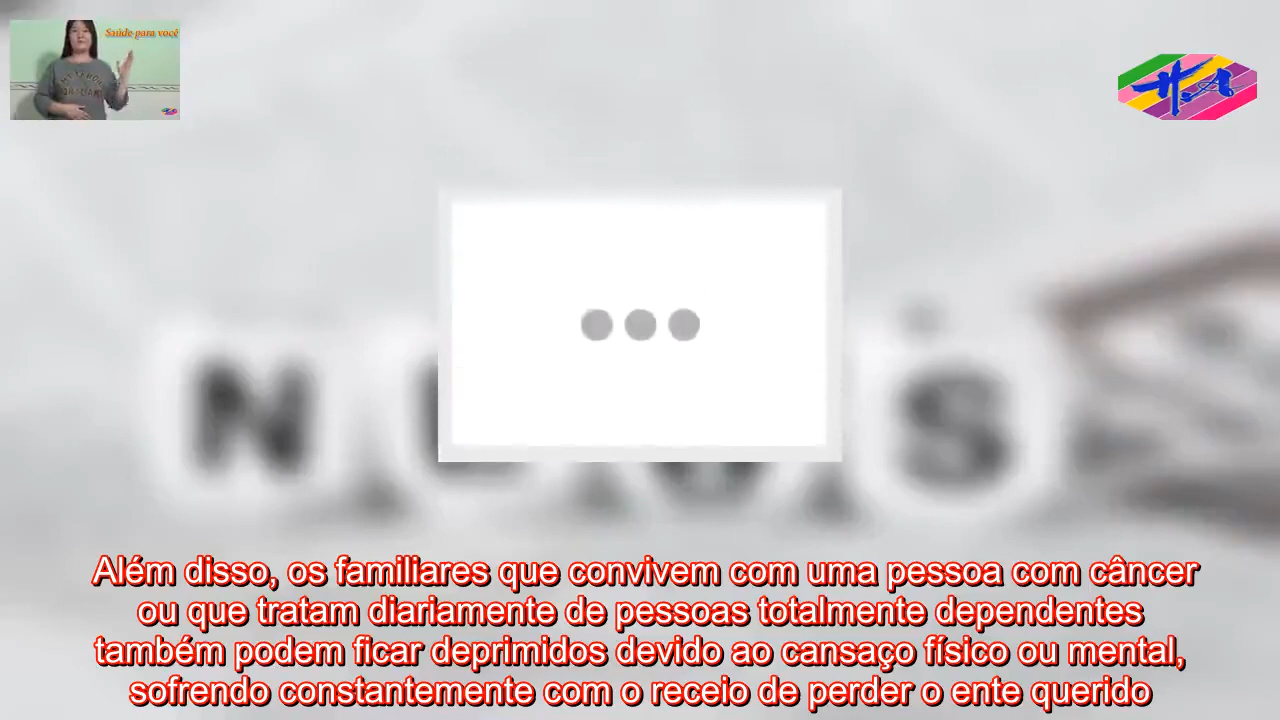 Saúde para você
H.A
N
S
Além disso, os familiares que convivem com uma pessoa com câncer
ou que tratam diariamente de pessoas totalmente dependentes
também podem ficar deprimidos devido ao cansaço físico ou mental,
sofrendo constantemente com o receio de perder o ente querido